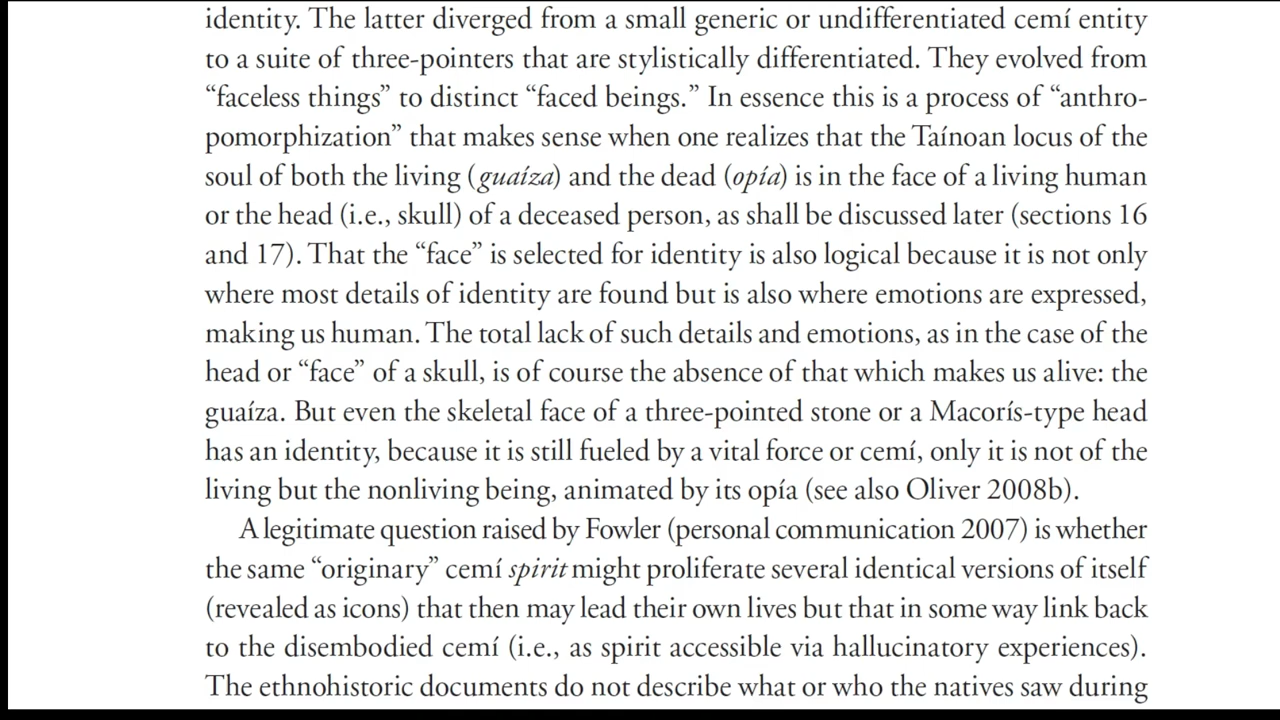 identity. The latter diverged from a small generic or undifferentiated cemí entity
to a suite of three-pointers that are stylistically differentiated. They evolved from
“faceless things” to distinct “faced beings.” In essence this is a process of “anthro-
pomorphization” that makes sense when one realizes that the Taínoan locus of the
soul of both the living (guaíza) and the dead (opía) is in the face of a living human
or the head (i.e., skull) of a deceased person, as shall be discussed later (sections 16
and 17). That the “face” is selected for identity is also logical because it is not only
where most details of identity are found but is also where emotions are expressed,
making us human. The total lack of such details and emotions, as in the case of the
head or “face” of a skull, is of course the absence of that which makes us alive: the
guaíza. But even the skeletal face of a three-pointed stone or a Macorís-type head
has an identity, because it is still fueled by a vital force or cemí, only it is not of the
living but the nonliving being, animated by its opía (see also Oliver 2008b).
A legitimate question raised by Fowler (personal communication 2007) is whether
the same “originary” cemí spirit might proliferate several identical versions of itself
(revealed as icons) that then may lead their own lives but that in some way link back
to the disembodied cemí (i.e., as spirit accessible via hallucinatory experiences).
The ethnohistoric documents do not describe what or who the natives saw during